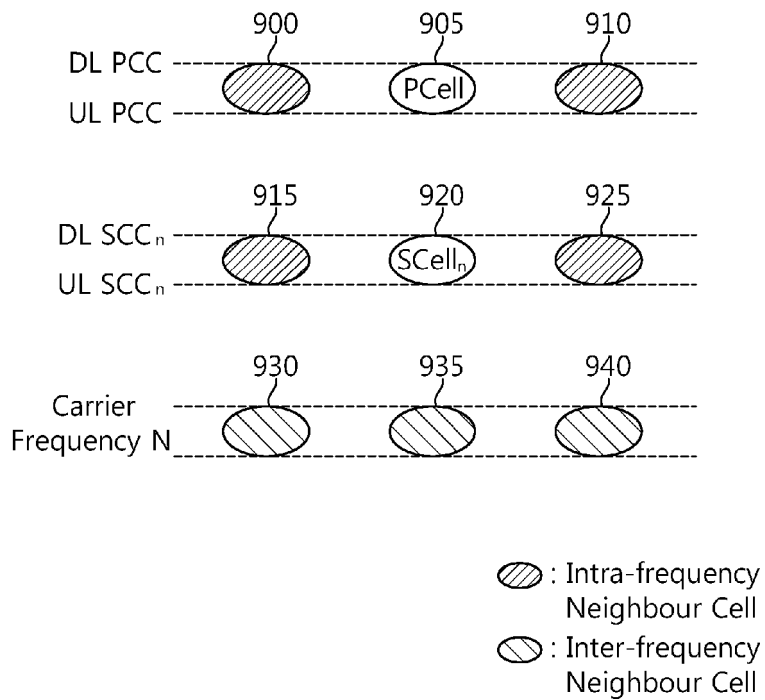 900 905 910
DL PCC
PCell
UL PCC
915 920 925
DL SCCn
SCelln
UL SCCn
930 935 940
Carrier
Frequency N
: Intra-frequency
Neighbour Cell
: Inter-frequency
Neighbour Cell